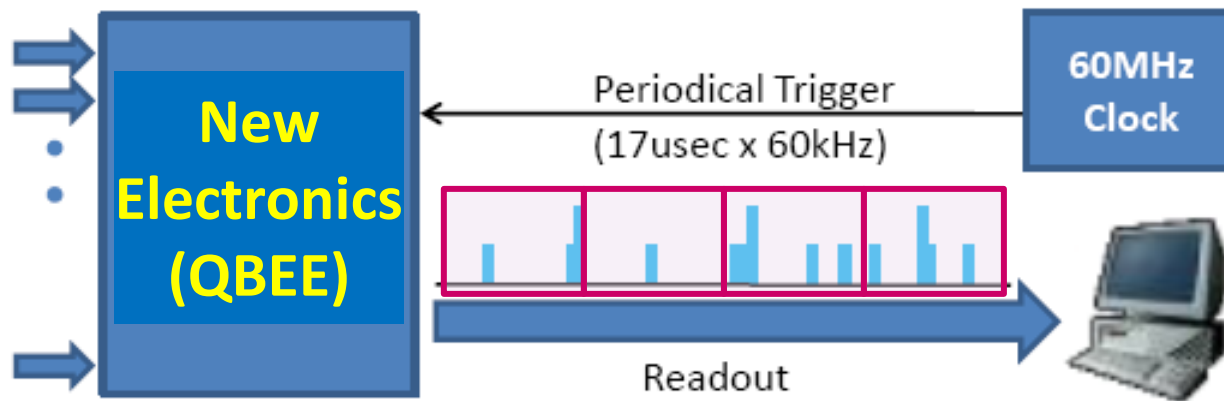 New
Electronics
(QBEE)
Periodical Trigger
(17usec x 60kHz)
60MHz
Clock
Readout